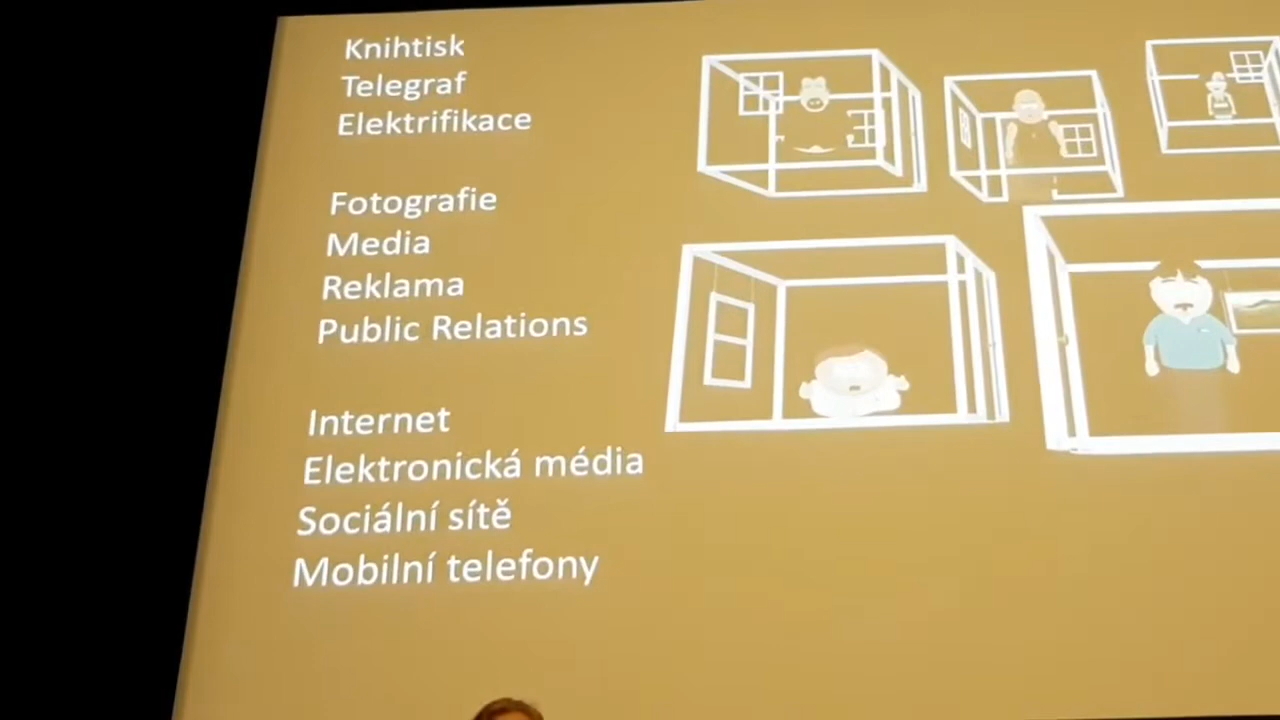 Knihtisk
Telegraf
Elektrifikace
Fotografie
Media
Reklama
Public Relations
Internet
Elektronická média
Sociální sítě
Mobilní telefony